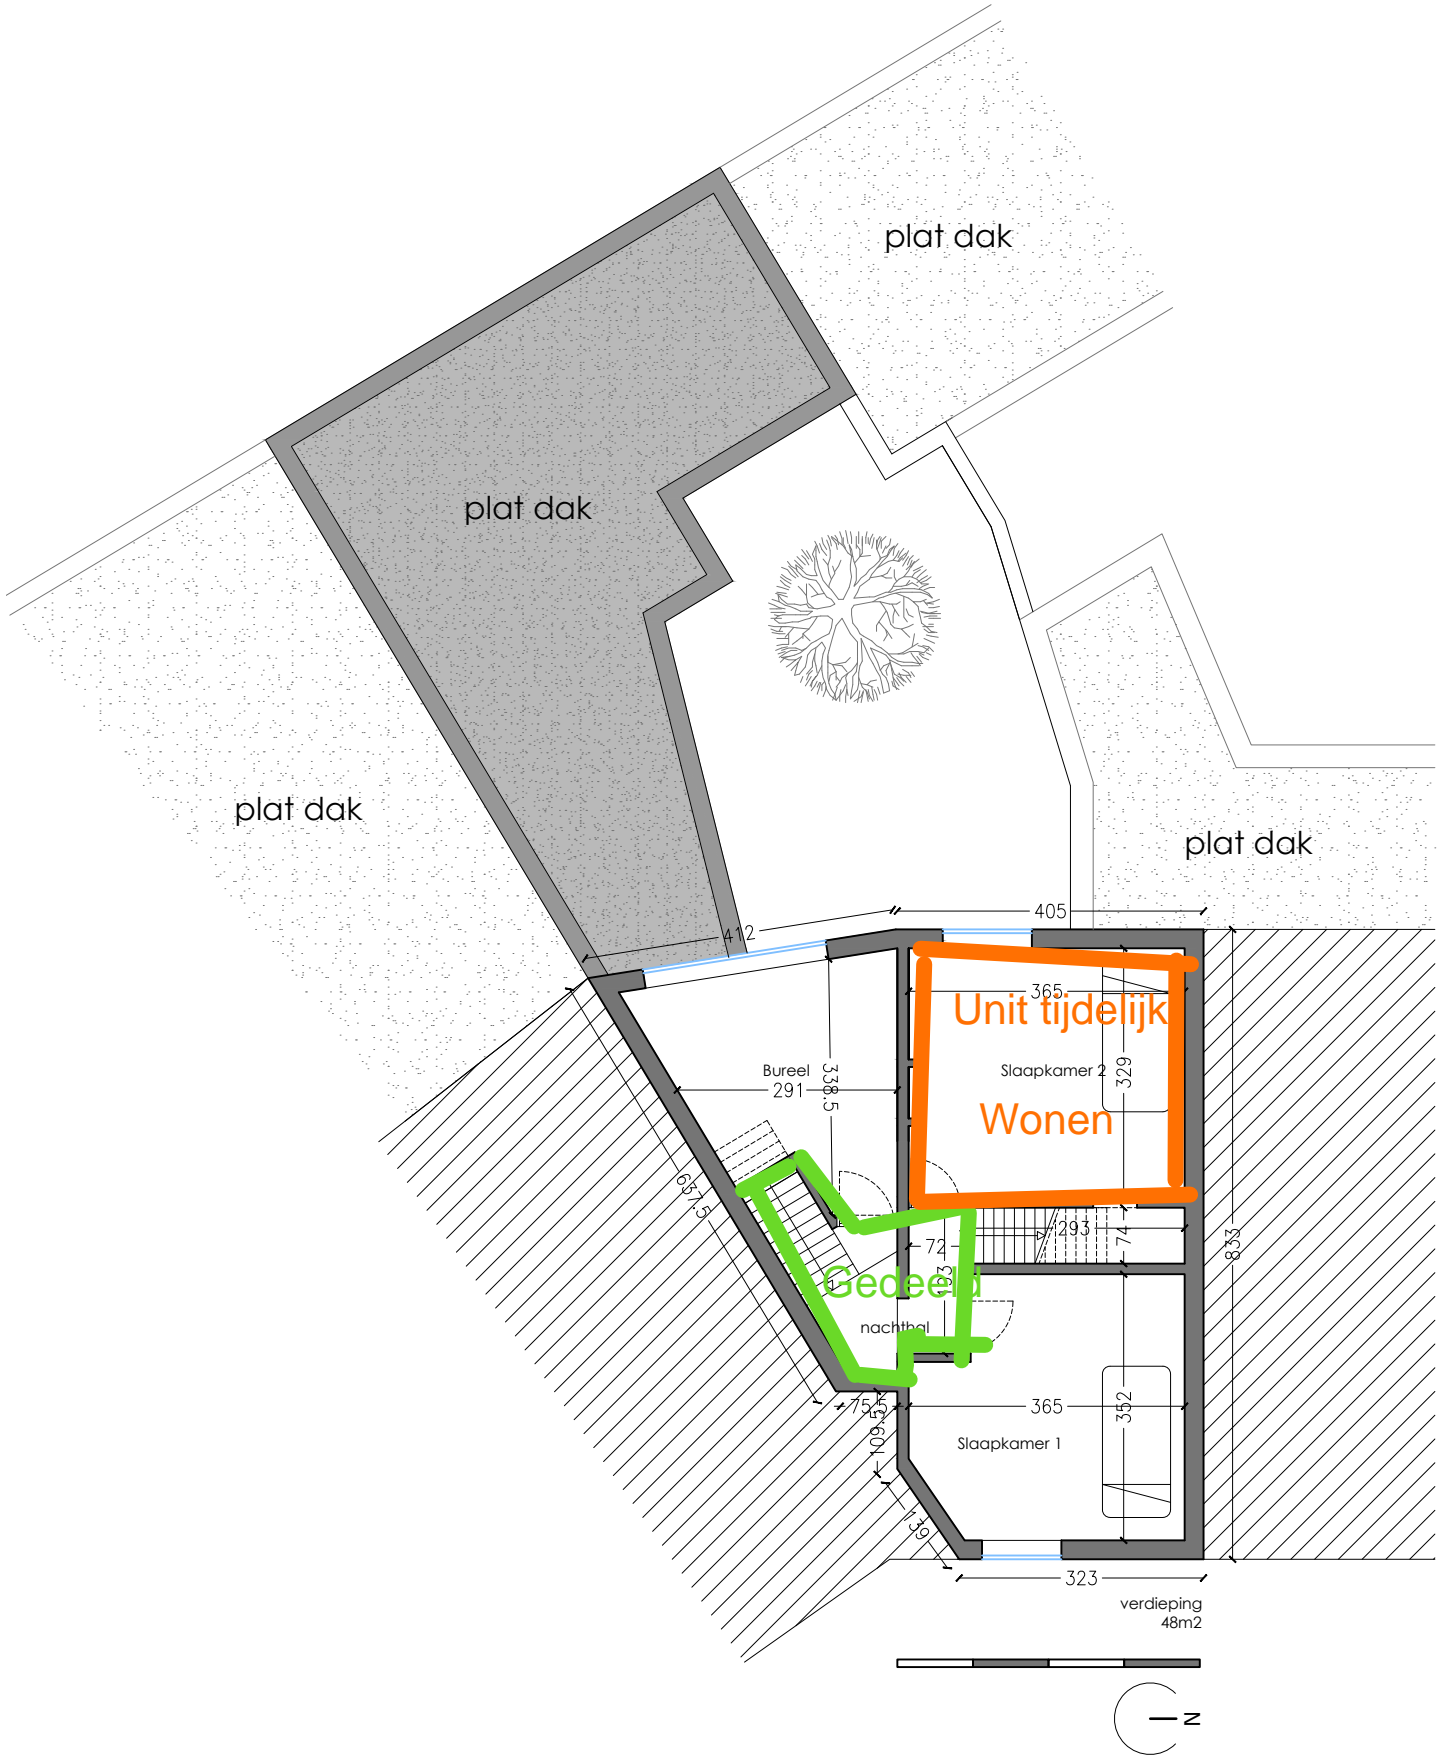 plat dak
plat dak
plat dak
plat dak
405
412
365
Unit tijdelijk
Bureel
291
338.5
Slaapkamer 2
329
Wonen
637.5
293
74
72
833
Gedeeld
nachthal
365
352
109.5
Slaapkamer 1
139
323
verdieping
48m2
N